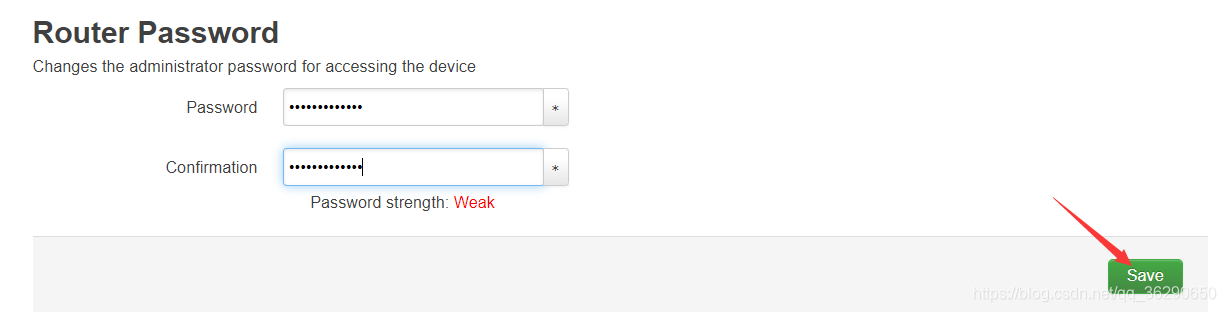 Router Password
Changes the administrator password for accessing the device
Password ••••••••••••• *
Confirmation ••••••••••••• *
Password strength: Weak
Save
https://blog.csdn.net/qq_36290650